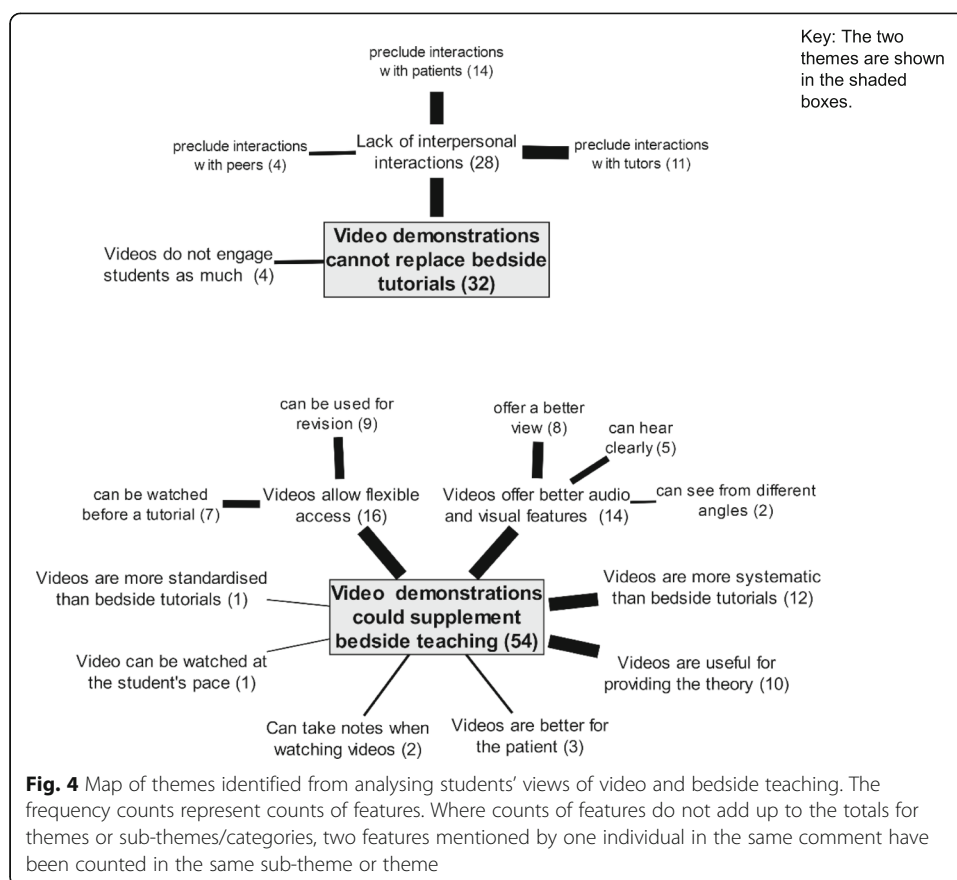 Key: The two
themes are shown
in the shaded
boxes.
preclude interactions
with patients (14)
preclude interactions
with peers (4)
Lack of interpersonal
interactions (28)
preclude interactions
with tutors (11)
Video demonstrations
cannot replace bedside
tutorials (32)
Videos do not engage
students as much (4)
can be used for
revision (9)
offer a better
view (8)
can hear
clearly (5)
can be watched
before a tutorial (7)
Videos allow flexible
access (16)
Videos offer better audio
and visual features (14)
can see from different
angles (2)
Videos are more standardised
than bedside tutorials (1)
Video demonstrations
could supplement
bedside teaching (54)
Videos are more systematic
than bedside tutorials (12)
Video can be watched at
the student's pace (1)
Videos are useful for
providing the theory (10)
Can take notes when
watching videos (2)
Videos are better for
the patient (3)
Fig. 4 Map of themes identified from analysing students’ views of video and bedside teaching. The
frequency counts represent counts of features. Where counts of features do not add up to the totals for
themes or sub-themes/categories, two features mentioned by one individual in the same comment have
been counted in the same sub-theme or theme